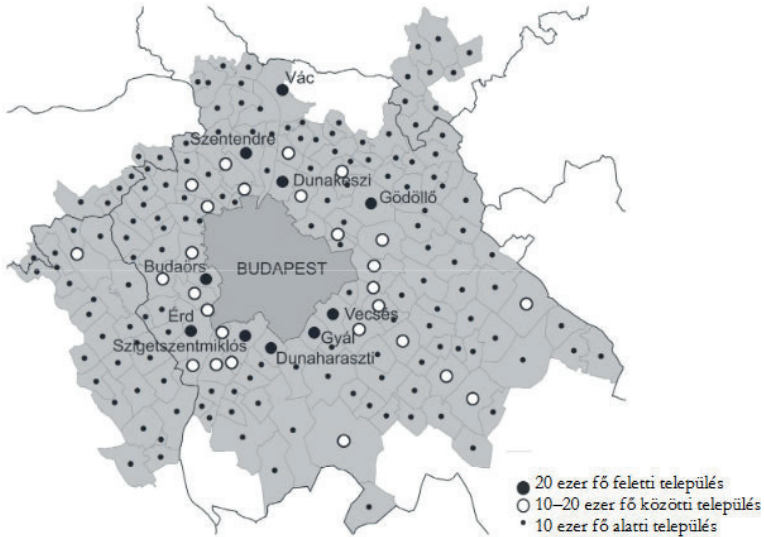 Vác
Szentendre
Dunakeszi
Gödöllő
Budaörs
BUDAPEST
Érd
Vecsés
Szigetszentmiklós
Gyál
Dunaharaszti
20 ezer fő feletti település
10–20 ezer fő közötti település
10 ezer fő alatti település